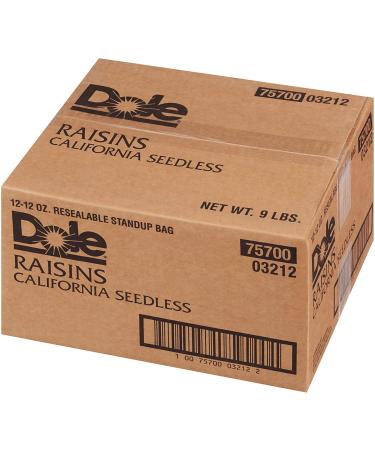 Dole
75700 03212
RAISINS
CALIFORNIA SEEDLESS
NET WT. 9 LBS.
12-12 OZ. RESEALABLE STANDUP BAG
Dole
75700
03212
RAISINS
CALIFORNIA SEEDLESS
1 00 75700 03212 2
Dole
RAISINS